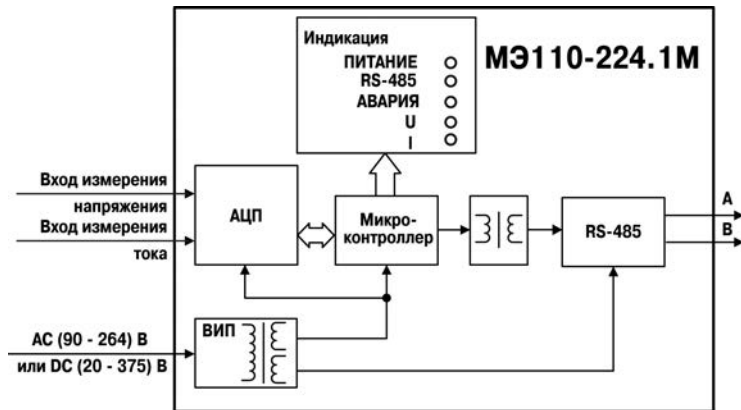 Индикация
ПИТАНИЕ
RS-485
АВАРИЯ
U
I
МЭ110-224.1М
Вход измерения
напряжения
Вход измерения
тока
АЦП
Микро-
контроллер
RS-485
A
B
AC (90 - 264) В
или DC (20 - 375) В
ВИП